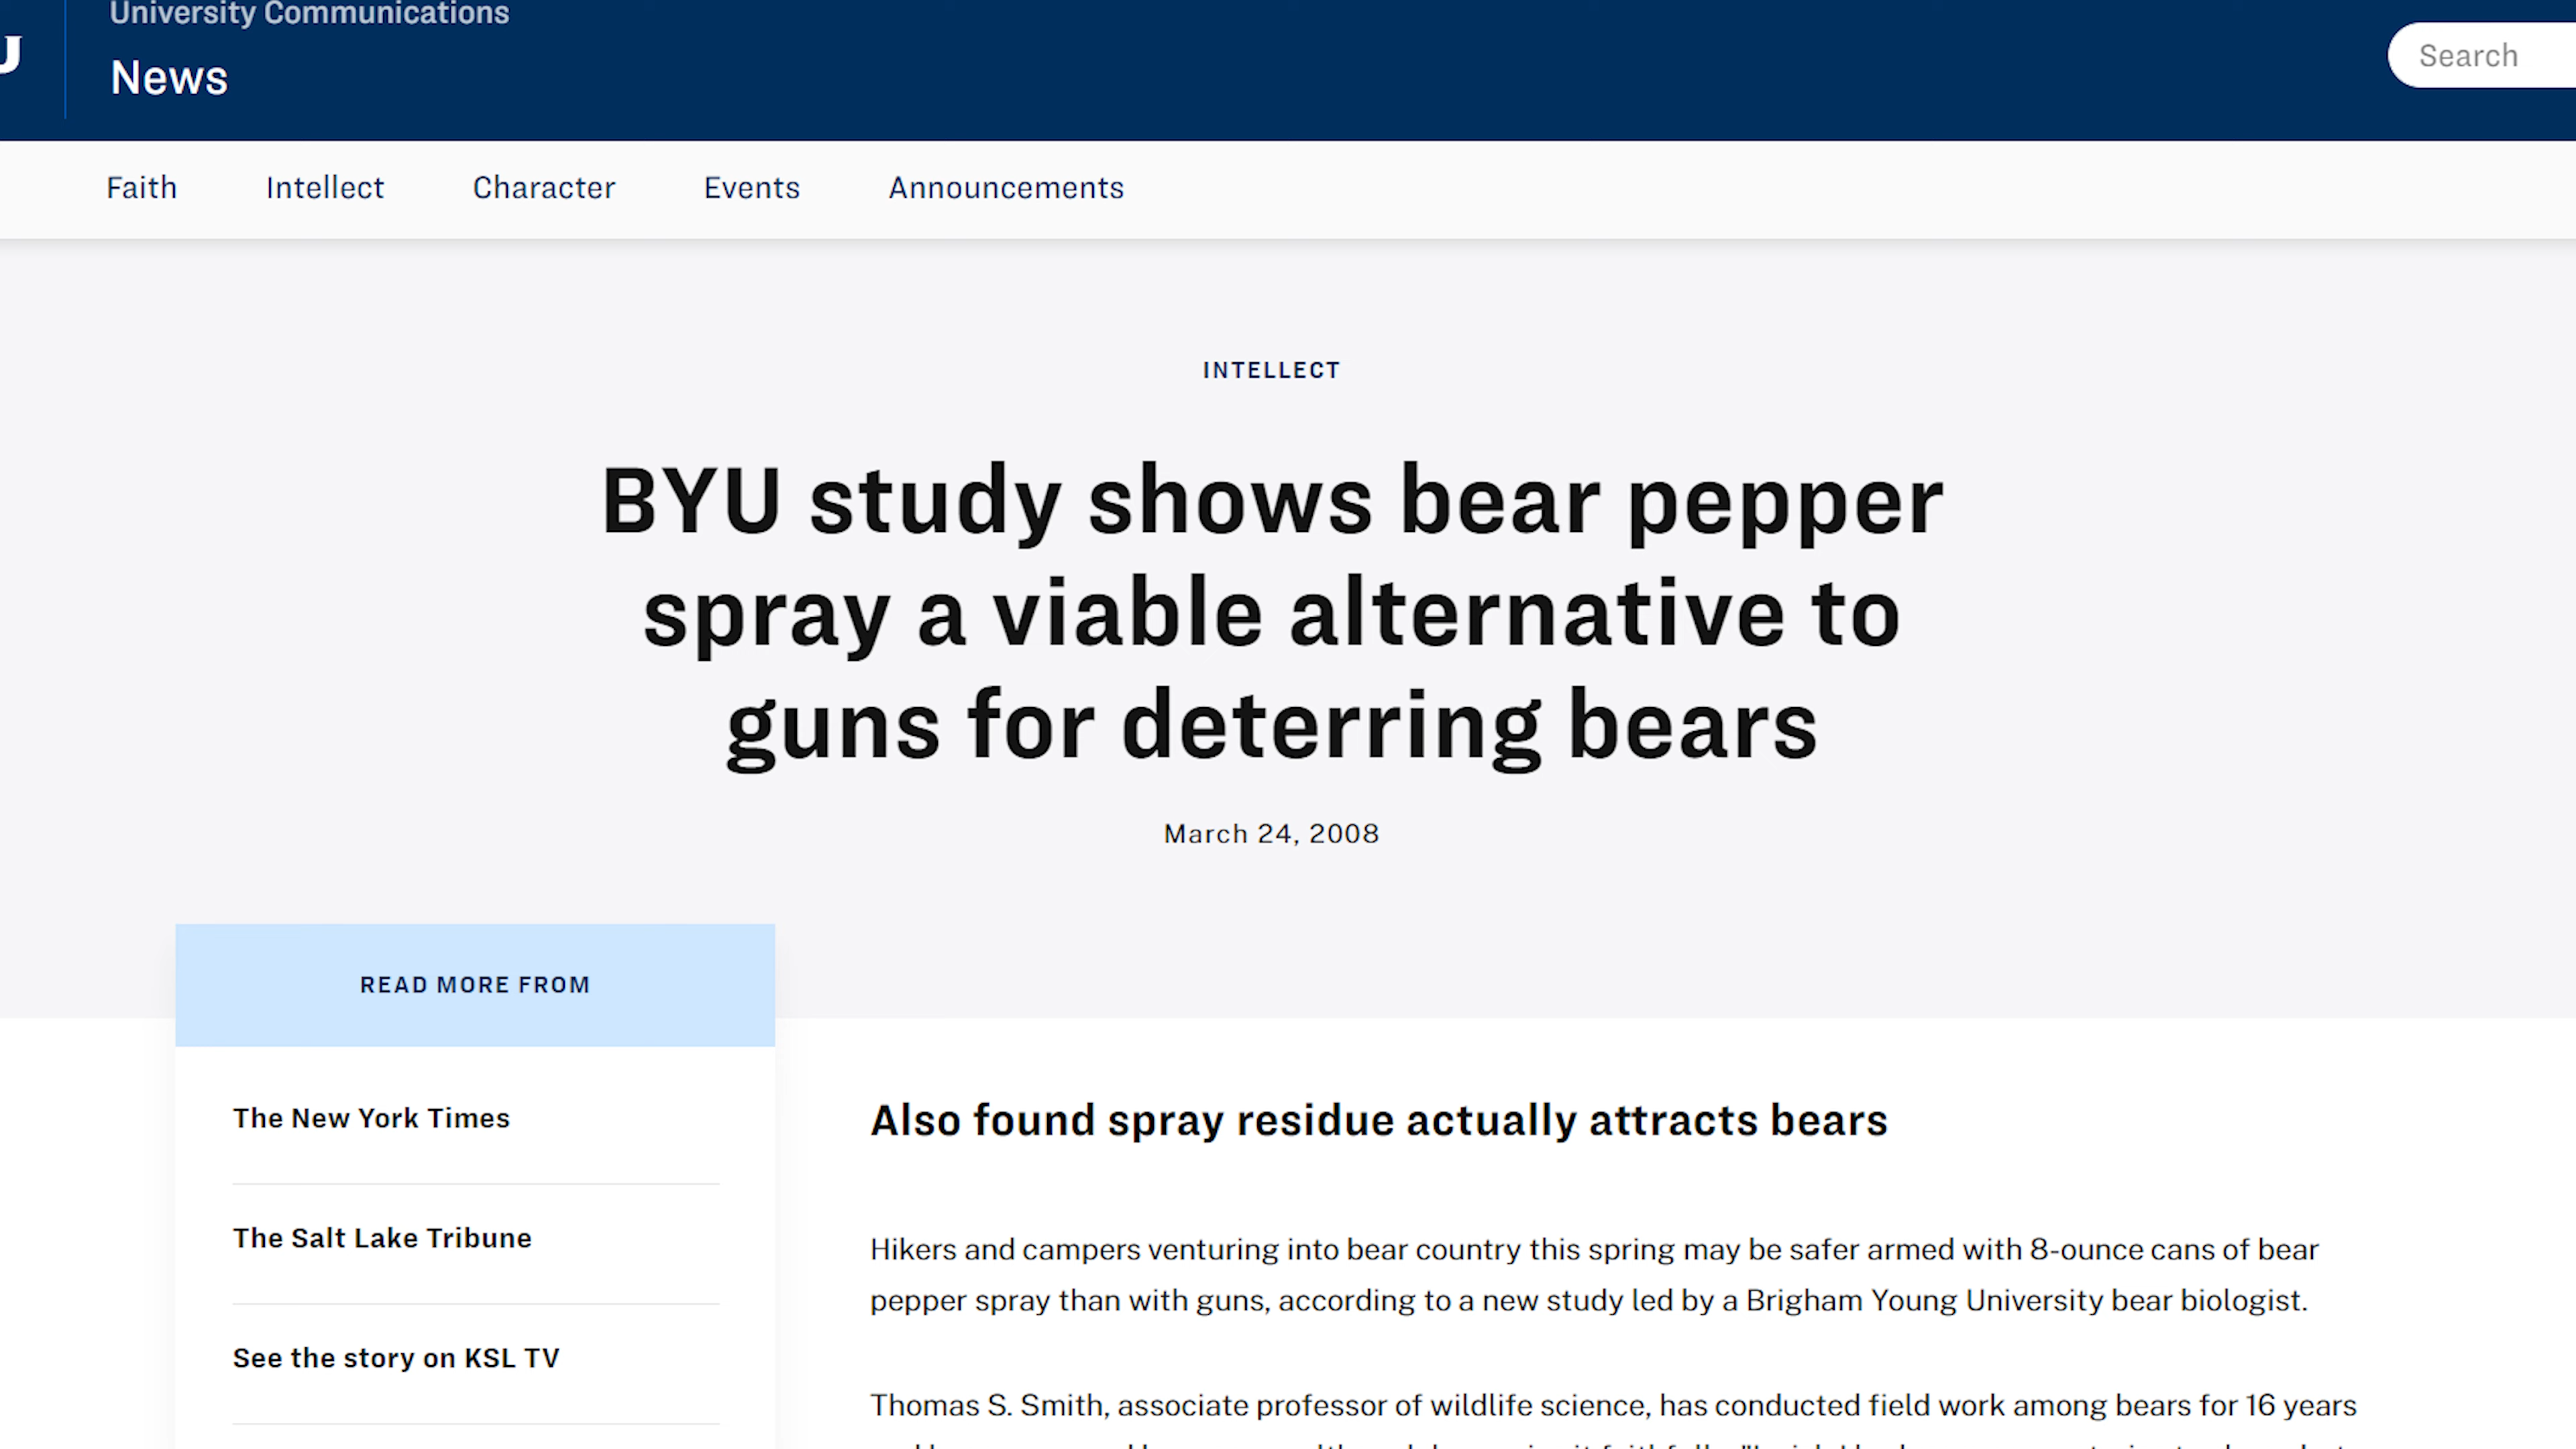 University Communications
News
Search
Faith
Intellect
Character
Events
Announcements
INTELLECT
BYU study shows bear pepper
spray a viable alternative to
guns for deterring bears
March 24, 2008
READ MORE FROM
The New York Times
The Salt Lake Tribune
See the story on KSL TV
Also found spray residue actually attracts bears
Hikers and campers venturing into bear country this spring may be safer armed with 8-ounce cans of bear
pepper spray than with guns, according to a new study led by a Brigham Young University bear biologist.
Thomas S. Smith, associate professor of wildlife science, has conducted field work among bears for 16 years